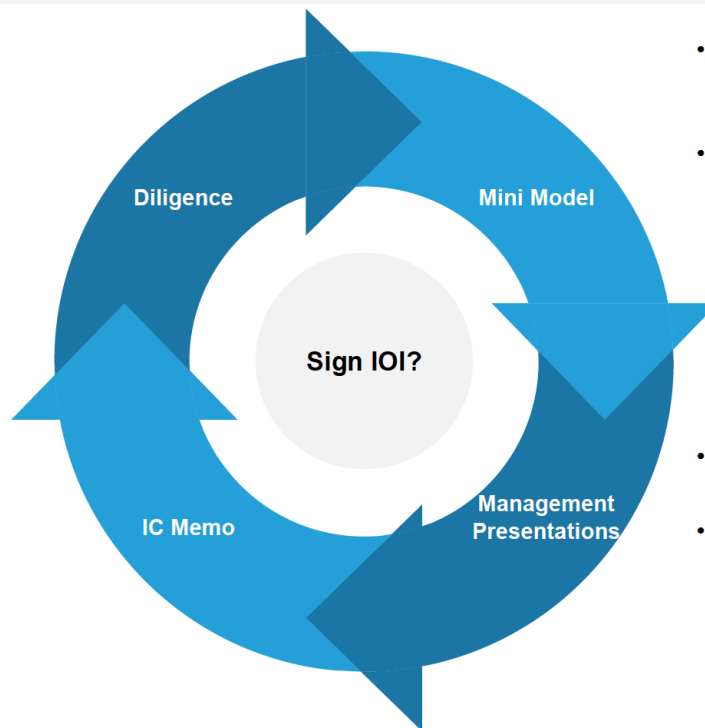 Diligence
Mini Model
Sign IOI?
Management
Presentations
IC Memo